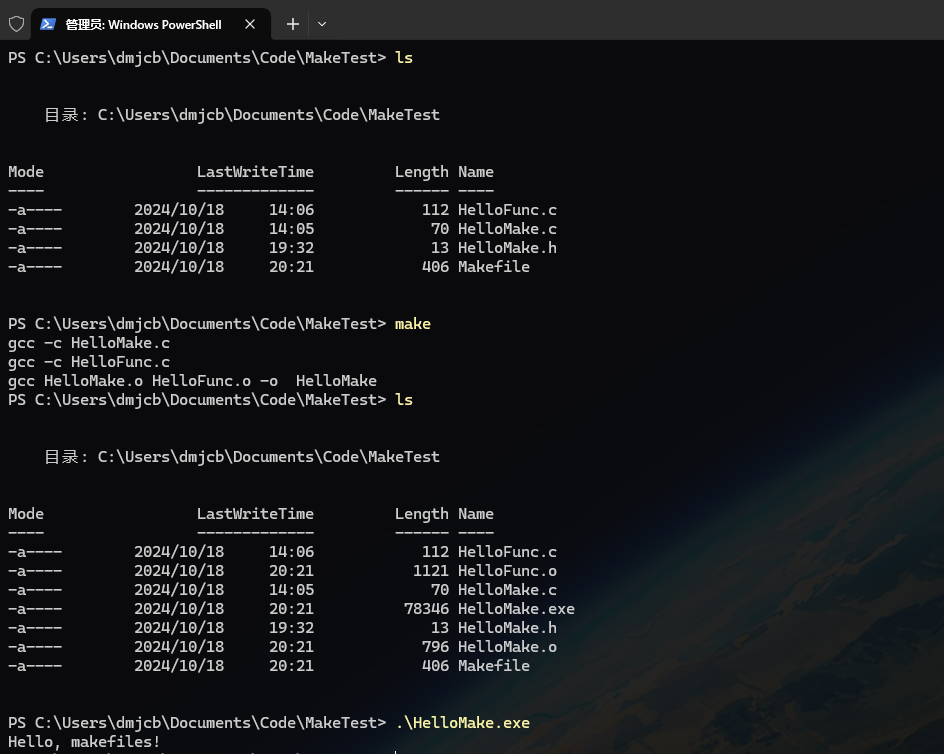 管理员: Windows PowerShell
PS C:\Users\dmjcb\Documents\Code\MakeTest> ls
目录: C:\Users\dmjcb\Documents\Code\MakeTest
Mode                 LastWriteTime         Length Name
----                 -------------         ------ ----
-a----        2024/10/18     14:06            112 HelloFunc.c
-a----        2024/10/18     14:05             70 HelloMake.c
-a----        2024/10/18     19:32             13 HelloMake.h
-a----        2024/10/18     20:21            406 Makefile
PS C:\Users\dmjcb\Documents\Code\MakeTest> make
gcc -c HelloMake.c
gcc -c HelloFunc.c
gcc HelloMake.o HelloFunc.o -o  HelloMake
PS C:\Users\dmjcb\Documents\Code\MakeTest> ls
目录: C:\Users\dmjcb\Documents\Code\MakeTest
Mode                 LastWriteTime         Length Name
----                 -------------         ------ ----
-a----        2024/10/18     14:06            112 HelloFunc.c
-a----        2024/10/18     20:21           1121 HelloFunc.o
-a----        2024/10/18     14:05             70 HelloMake.c
-a----        2024/10/18     20:21          78346 HelloMake.exe
-a----        2024/10/18     19:32             13 HelloMake.h
-a----        2024/10/18     20:21            796 HelloMake.o
-a----        2024/10/18     20:21            406 Makefile
PS C:\Users\dmjcb\Documents\Code\MakeTest> .\HelloMake.exe
Hello, makefiles!